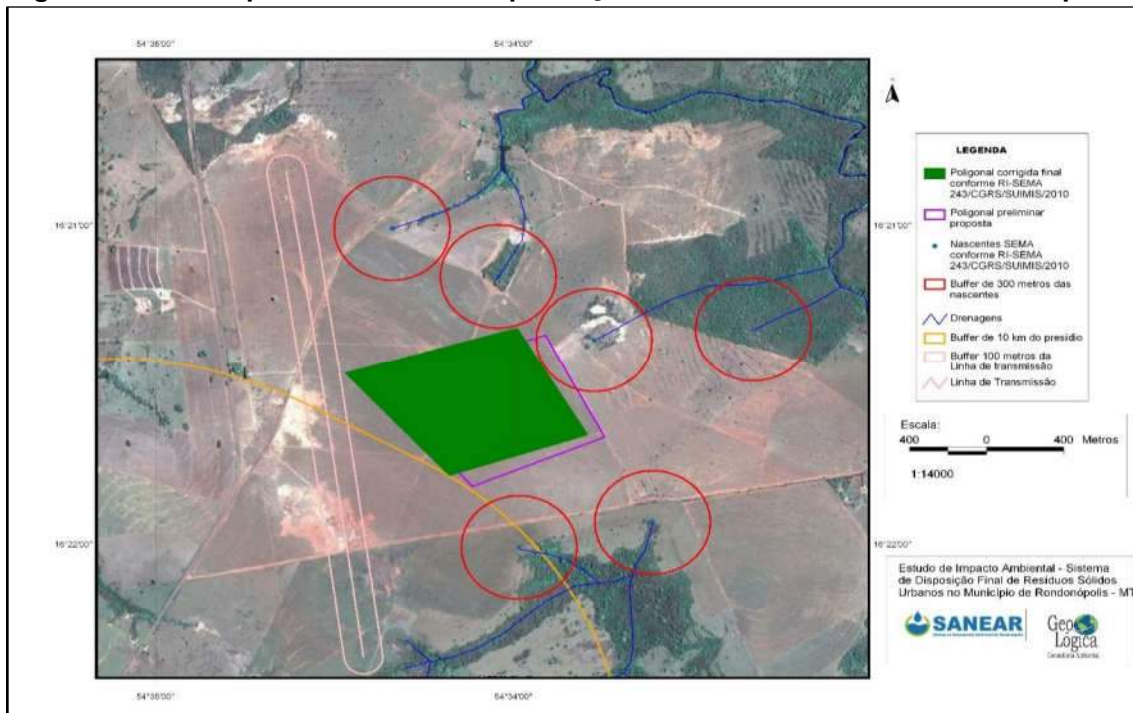 54°35'00"
54°34'00"
16°21'00"
16°21'00"
16°22'00"
16°22'00"
54°35'00"
54°34'00"
LEGENDA
Poligonal corrigida final
conforme RI-SEMA
243/CGRS/SUIMIS/2010
Poligonal preliminar
proposta
Nascentes SEMA
conforme RI-SEMA
243/CGRS/SUIMIS/2010
Buffer de 300 metros das
nascentes
Drenagens
Buffer de 10 km do presídio
Buffer 100 metros da
Linha de transmissão
Linha de Transmissão
Escala:
400 0 400 Metros
1:14000
Estudo de Impacto Ambiental - Sistema
de Disposição Final de Resíduos Sólidos
Urbanos no Município de Rondonópolis - MT
SANEAR
Geo
Lógica
Consultoria Ambiental